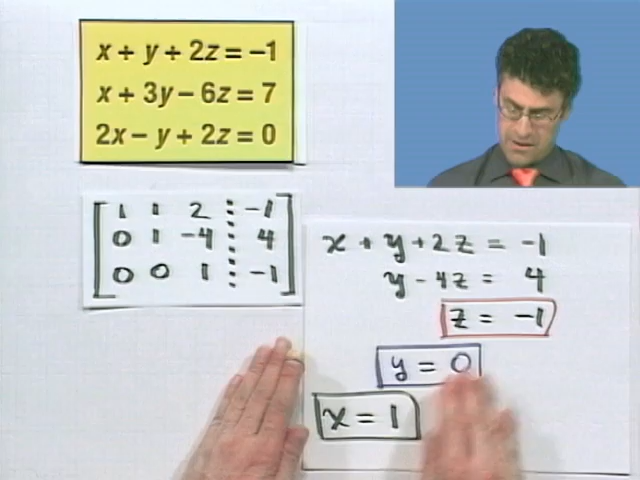 x + y + 2z = -1
x + 3y - 6z = 7
2x - y + 2z = 0
1 1 2 ⋮ -1
0 1 -4 ⋮ 4
0 0 1 ⋮ -1
x + y + 2z = -1
y - 4z = 4
z = -1
y = 0
x = 1